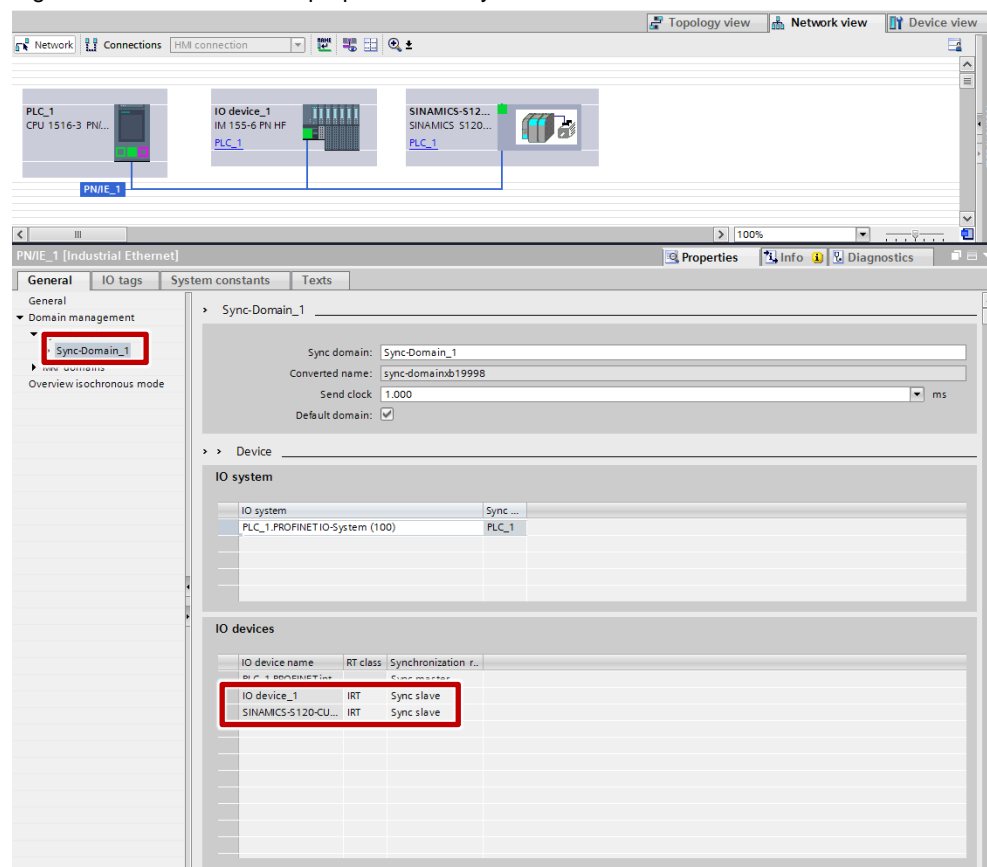 Topology view Network view Device view
Network Connections HMI connection
PLC_1
CPU 1516-3 PN/...
IO device_1
IM 155-6 PN HF
PLC_1
SINAMICS-S12...
SINAMICS S120...
PLC_1
PN/IE_1
100%
PN/IE_1 [Industrial Ethernet]
Properties Info Diagnostics
General IO tags System constants Texts
General
Domain management
Sync-Domain_1
Overview isochronous mode
Sync-Domain_1
Sync domain: Sync-Domain_1
Converted name: sync-domainxb19998
Send clock 1.000 ms
Default domain:
Device
IO system
IO system Sync ...
PLC_1.PROFINET IO-System (100) PLC_1
IO devices
IO device name RT class Synchronization r..
PLC_1.PROFINET int... Sync master
IO device_1 IRT Sync slave
SINAMICS-S120-CU... IRT Sync slave